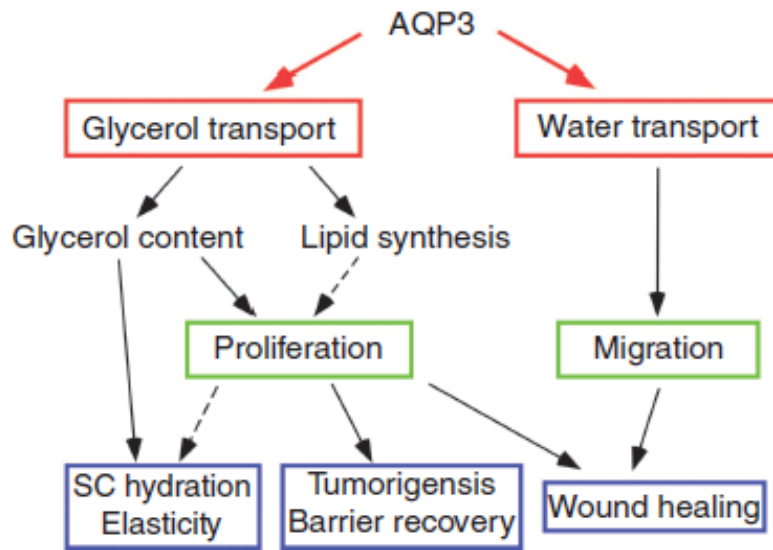 AQP3
Glycerol transport
Water transport
Glycerol content
Lipid synthesis
Proliferation
Migration
SC hydration
Elasticity
Tumorigensis
Barrier recovery
Wound healing